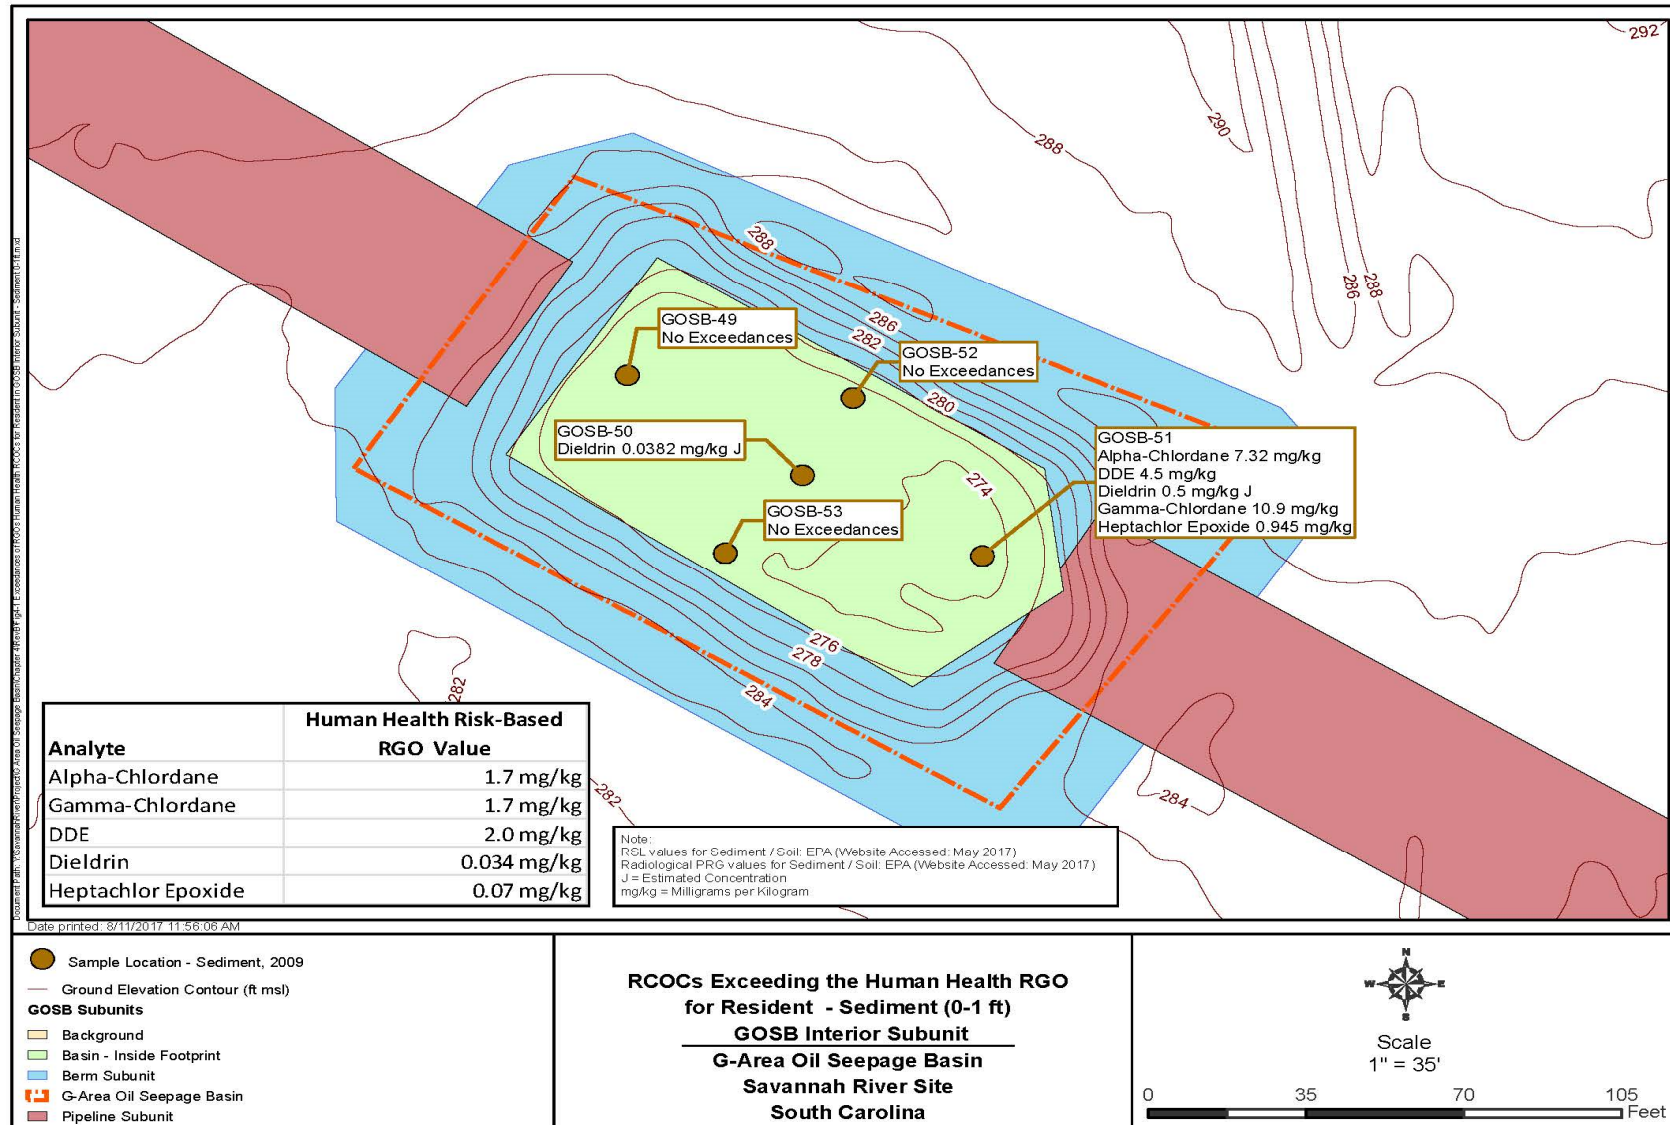 292
288
290
288
286
288
286
282
280
274
276
278
284
282
282
284
GOSB-49
No Exceedances
GOSB-52
No Exceedances
GOSB-50
Dieldrin 0.0382 mg/kg J
GOSB-51
Alpha-Chlordane 7.32 mg/kg
DDE 4.5 mg/kg
Dieldrin 0.5 mg/kg J
Gamma-Chlordane 10.9 mg/kg
Heptachlor Epoxide 0.945 mg/kg
GOSB-53
No Exceedances
Analyte Human Health Risk-Based
RGO Value
Alpha-Chlordane 1.7 mg/kg
Gamma-Chlordane 1.7 mg/kg
DDE 2.0 mg/kg
Dieldrin 0.034 mg/kg
Heptachlor Epoxide 0.07 mg/kg
Note:
RSL values for Sediment / Soil: EPA (Website Accessed: May 2017)
Radiological PRG values for Sediment / Soil: EPA (Website Accessed: May 2017)
J = Estimated Concentration
mg/kg = Milligrams per Kilogram
Date printed: 8/11/2017 11:56:06 AM
Sample Location - Sediment, 2009
Ground Elevation Contour (ft msl)
GOSB Subunits
Background
Basin - Inside Footprint
Berm Subunit
G-Area Oil Seepage Basin
Pipeline Subunit
RCOCs Exceeding the Human Health RGO
for Resident - Sediment (0-1 ft)
GOSB Interior Subunit
G-Area Oil Seepage Basin
Savannah River Site
South Carolina
N
W E
S
Scale
1" = 35'
0 35 70 105
Feet